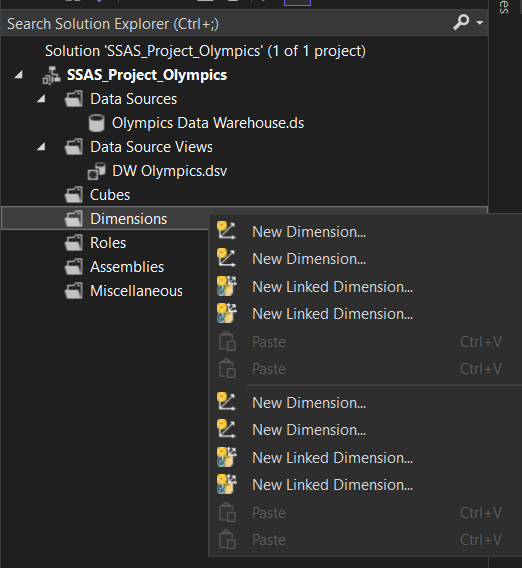 es
Search Solution Explorer (Ctrl+;)
Solution 'SSAS_Project_Olympics' (1 of 1 project)
SSAS_Project_Olympics
Data Sources
Olympics Data Warehouse.ds
Data Source Views
DW Olympics.dsv
Cubes
Dimensions
Roles
Assemblies
Miscellaneous
New Dimension...
New Dimension...
New Linked Dimension...
New Linked Dimension...
Paste Ctrl+V
Paste Ctrl+V
New Dimension...
New Dimension...
New Linked Dimension...
New Linked Dimension...
Paste Ctrl+V
Paste Ctrl+V